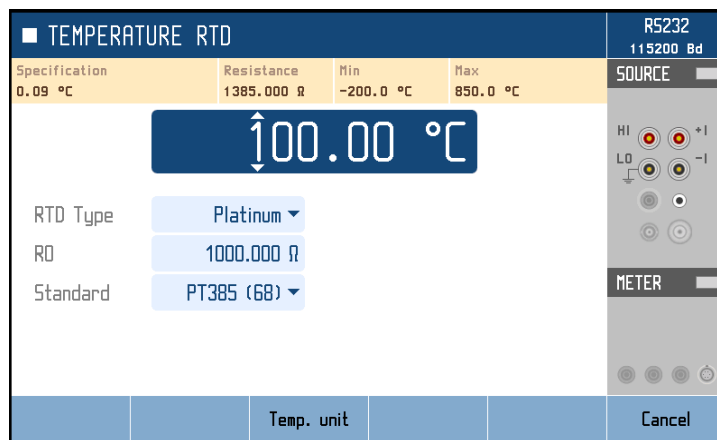 TEMPERATURE RTD
RS232
115200 Bd
Specification Resistance Min Max
0.09 °C 1385.000 Ω -200.0 °C 850.0 °C
SOURCE
100.00 °C
HI +I
LO -I
RTD Type Platinum
R0 1000.000 Ω
Standard PT385 (68)
METER
Temp. unit Cancel